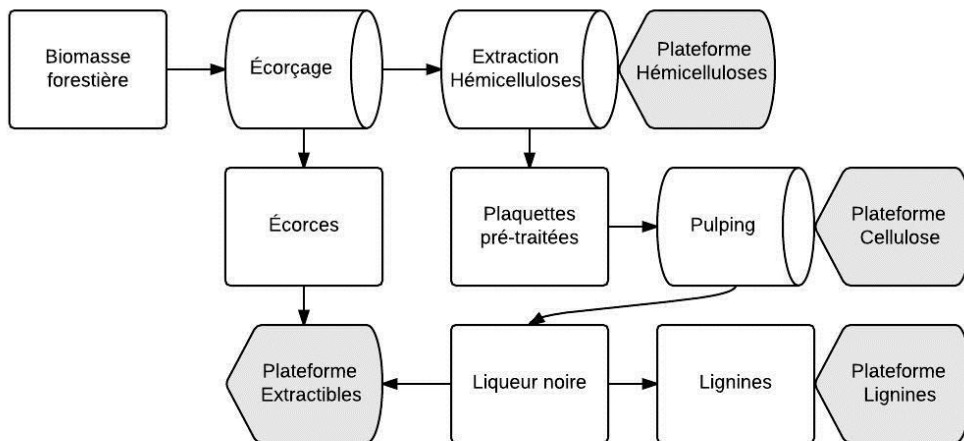 Biomasse
forestière
Écorçage
Extraction
Hémicelluloses
Plateforme
Hémicelluloses
Écorces
Plaquettes
pré-traitées
Pulping
Plateforme
Cellulose
Plateforme
Extractibles
Liqueur noire
Lignines
Plateforme
Lignines